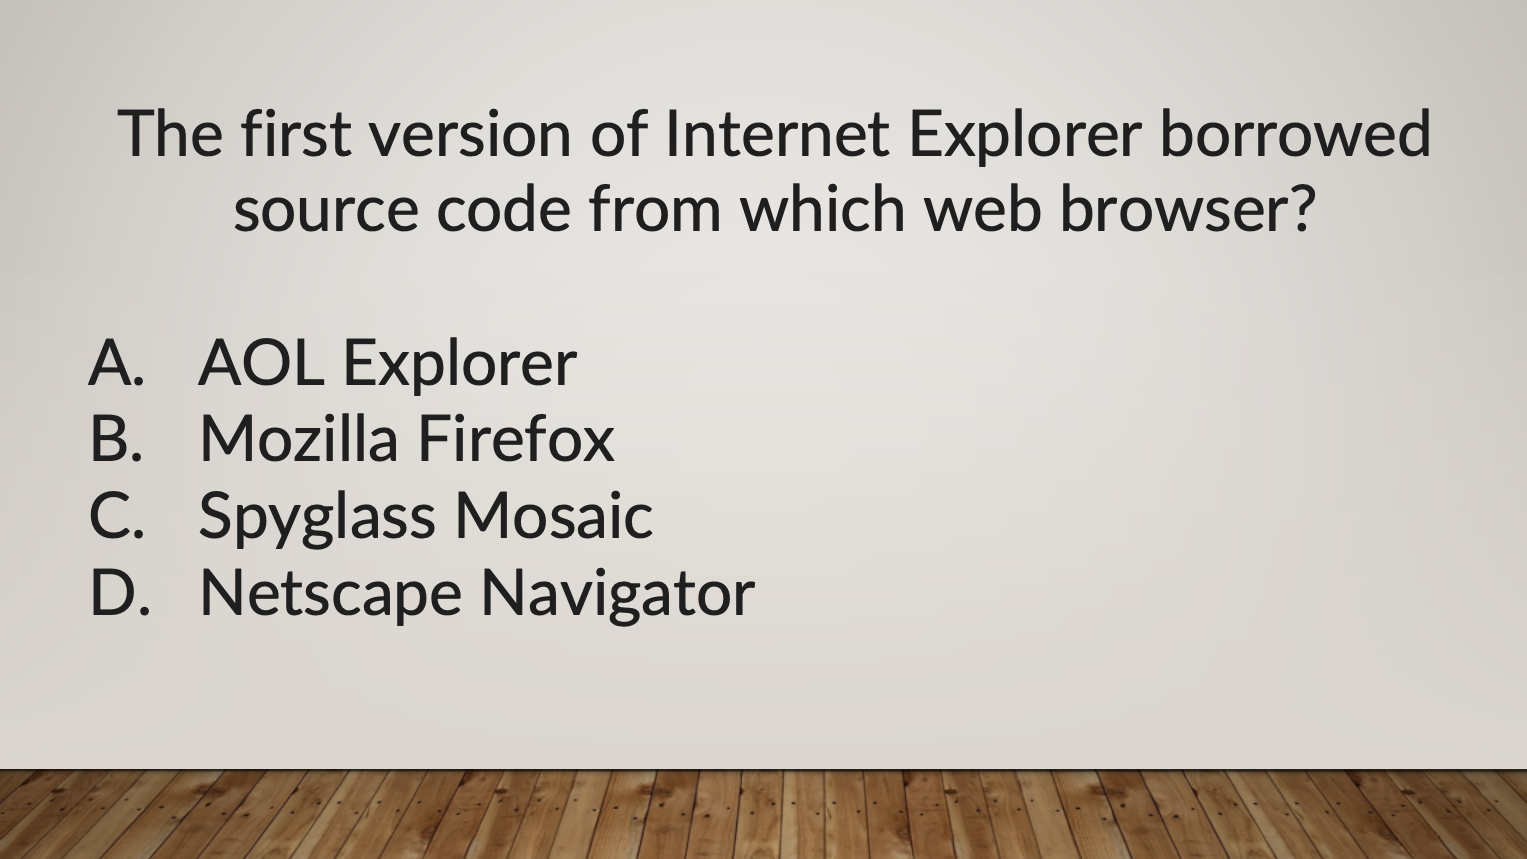 The first version of Internet Explorer borrowed
source code from which web browser?
A. AOL Explorer
B. Mozilla Firefox
C. Spyglass Mosaic
D. Netscape Navigator